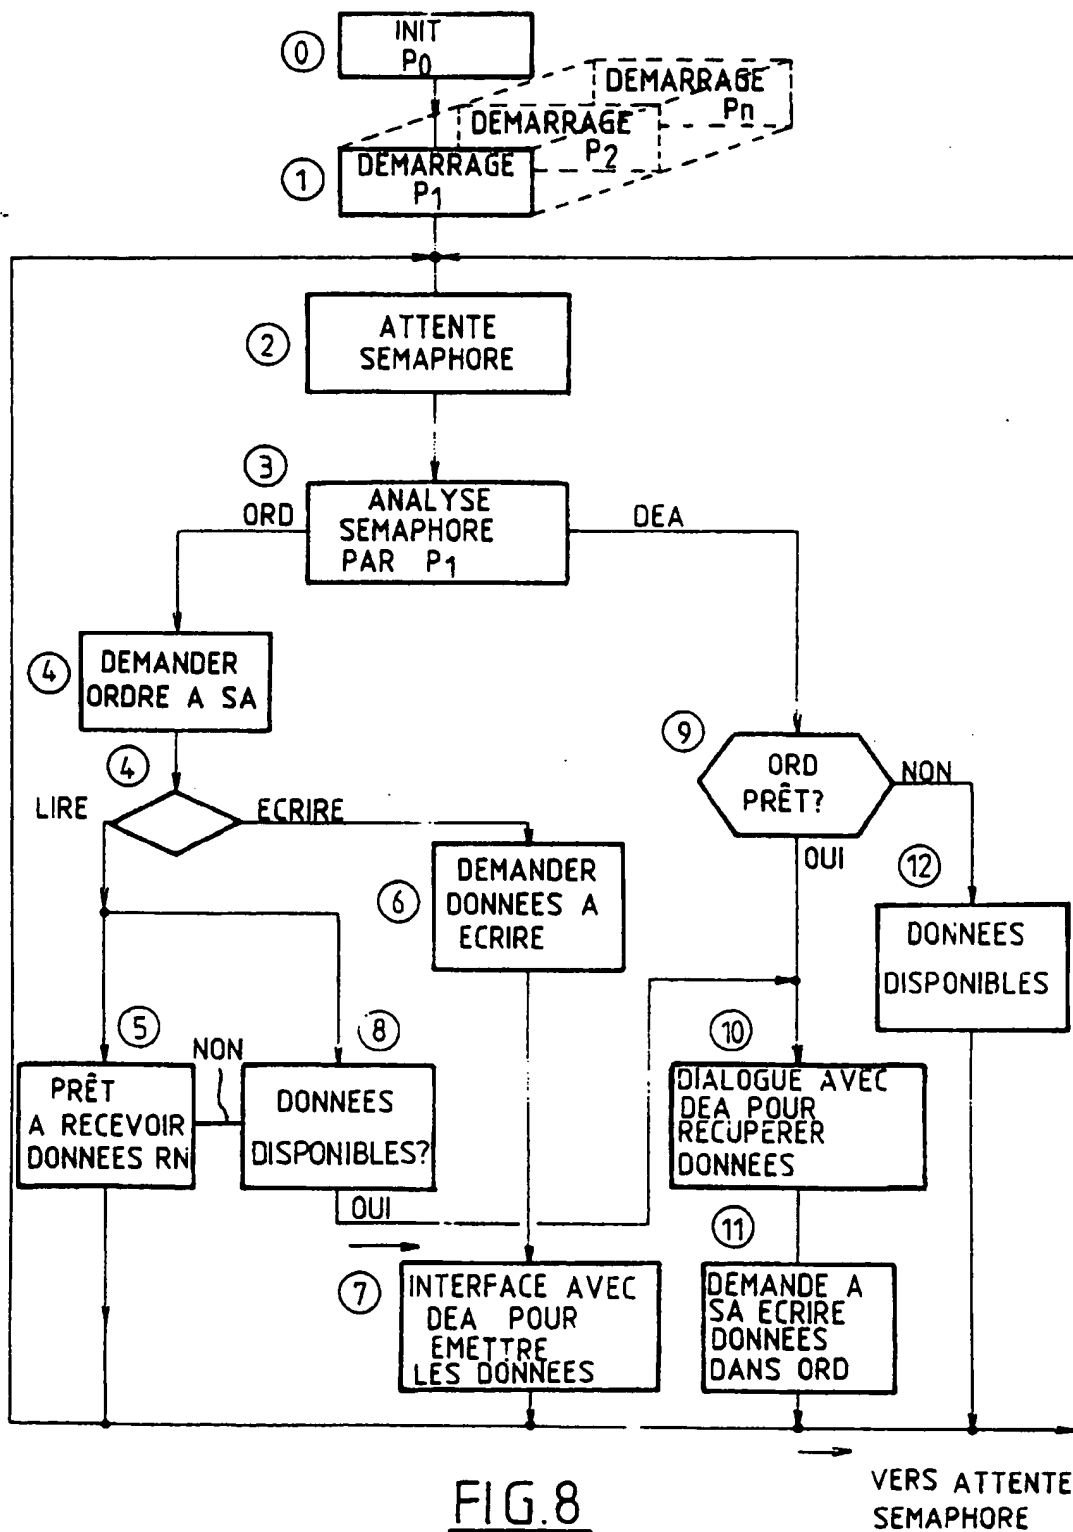 0
INIT
P0
DEMARRAGE
Pn
DEMARRAGE
P2
1
DEMARRAGE
P1
2
ATTENTE
SEMAPHORE
3
ORD
ANALYSE
SEMAPHORE
PAR P1
DEA
4
DEMANDER
ORDRE A SA
4
LIRE
ECRIRE
9
ORD
PRÊT?
NON
OUI
6
DEMANDER
DONNEES A
ECRIRE
12
DONNEES
DISPONIBLES
5
NON
8
PRÊT
A RECEVOIR
DONNEES RN
DONNEES
DISPONIBLES?
OUI
10
DIALOGUE AVEC
DEA POUR
RECUPERER
DONNEES
7
INTERFACE AVEC
DEA POUR
EMETTRE
LES DONNEES
11
DEMANDE A
SA ECRIRE
DONNEES
DANS ORD
VERS ATTENTE
SEMAPHORE
FIG.8